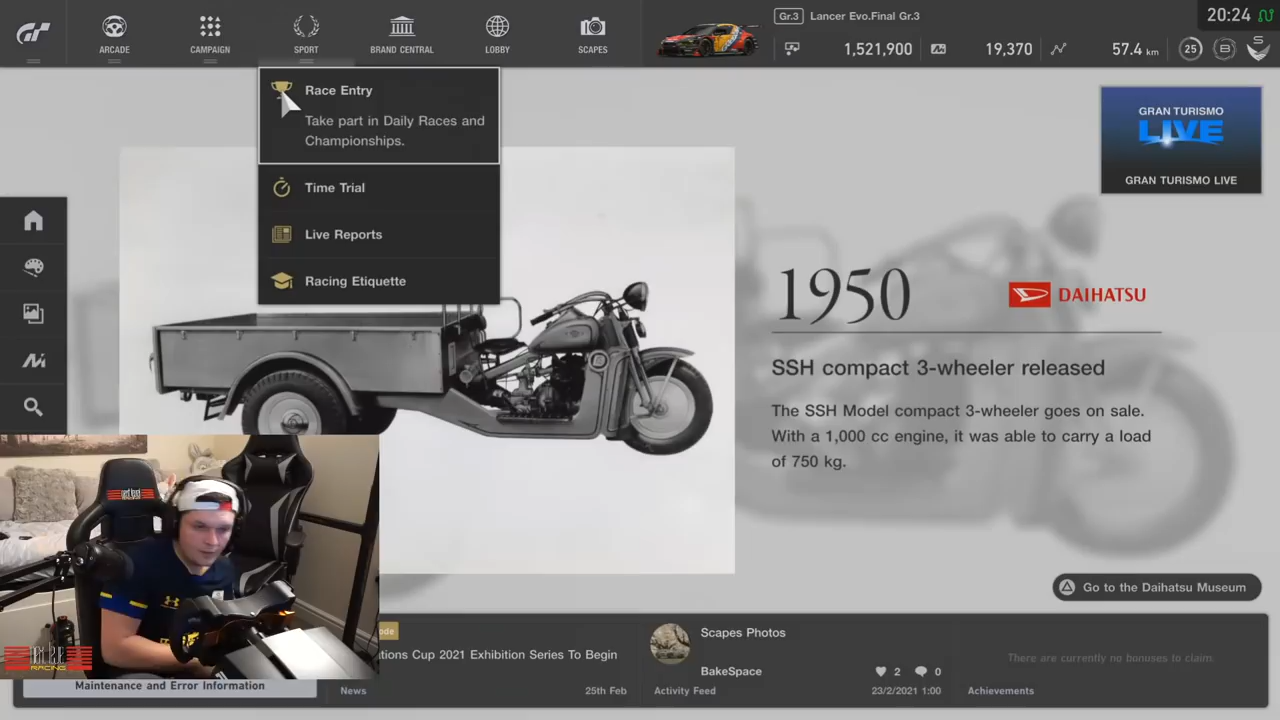 ARCADE
CAMPAIGN
SPORT
BRAND CENTRAL
LOBBY
SCAPES
Gr.3 Lancer Evo.Final Gr.3
1,521,900
19,370
57.4 km
25
B
S
20:24
Race Entry
Take part in Daily Races and
Championships.
Time Trial
Live Reports
Racing Etiquette
GRAN TURISMO
LIVE
GRAN TURISMO LIVE
1950
DAIHATSU
SSH compact 3-wheeler released
The SSH Model compact 3-wheeler goes on sale.
With a 1,000 cc engine, it was able to carry a load
of 750 kg.
Go to the Daihatsu Museum
ode
tions Cup 2021 Exhibition Series To Begin
News
25th Feb
Scapes Photos
BakeSpace
2
0
Activity Feed
23/2/2021 1:00
There are currently no bonuses to claim.
Achievements
Maintenance and Error Information
RACING